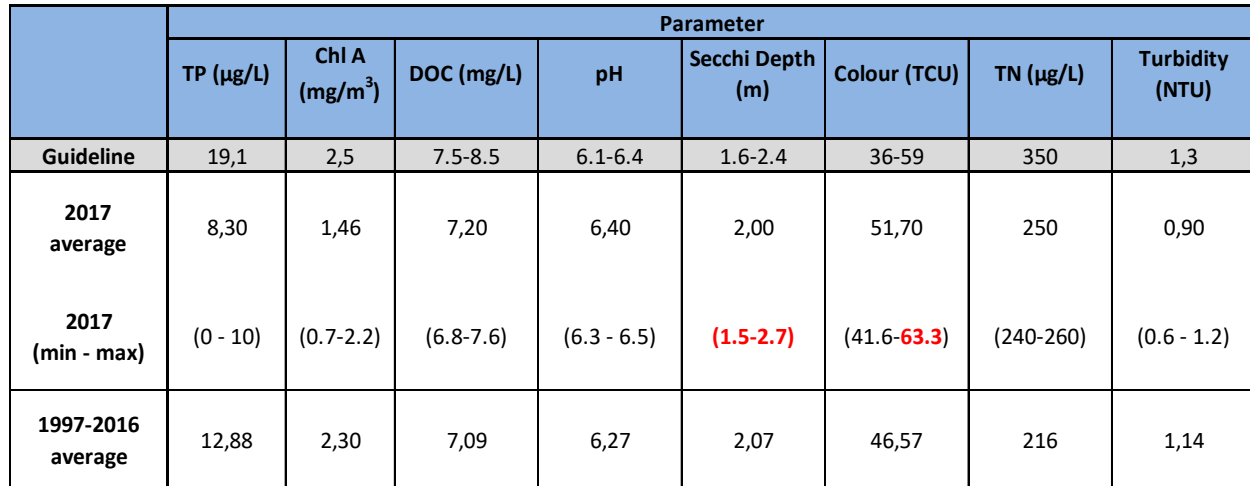 Parameter
TP (µg/L) Chl A (mg/m³) DOC (mg/L) pH Secchi Depth (m) Colour (TCU) TN (µg/L) Turbidity (NTU)
Guideline 19,1 2,5 7.5-8.5 6.1-6.4 1.6-2.4 36-59 350 1,3
2017 average 8,30 1,46 7,20 6,40 2,00 51,70 250 0,90
2017 (min - max) (0 - 10) (0.7-2.2) (6.8-7.6) (6.3 - 6.5) (1.5-2.7) (41.6-63.3) (240-260) (0.6 - 1.2)
1997-2016 average 12,88 2,30 7,09 6,27 2,07 46,57 216 1,14